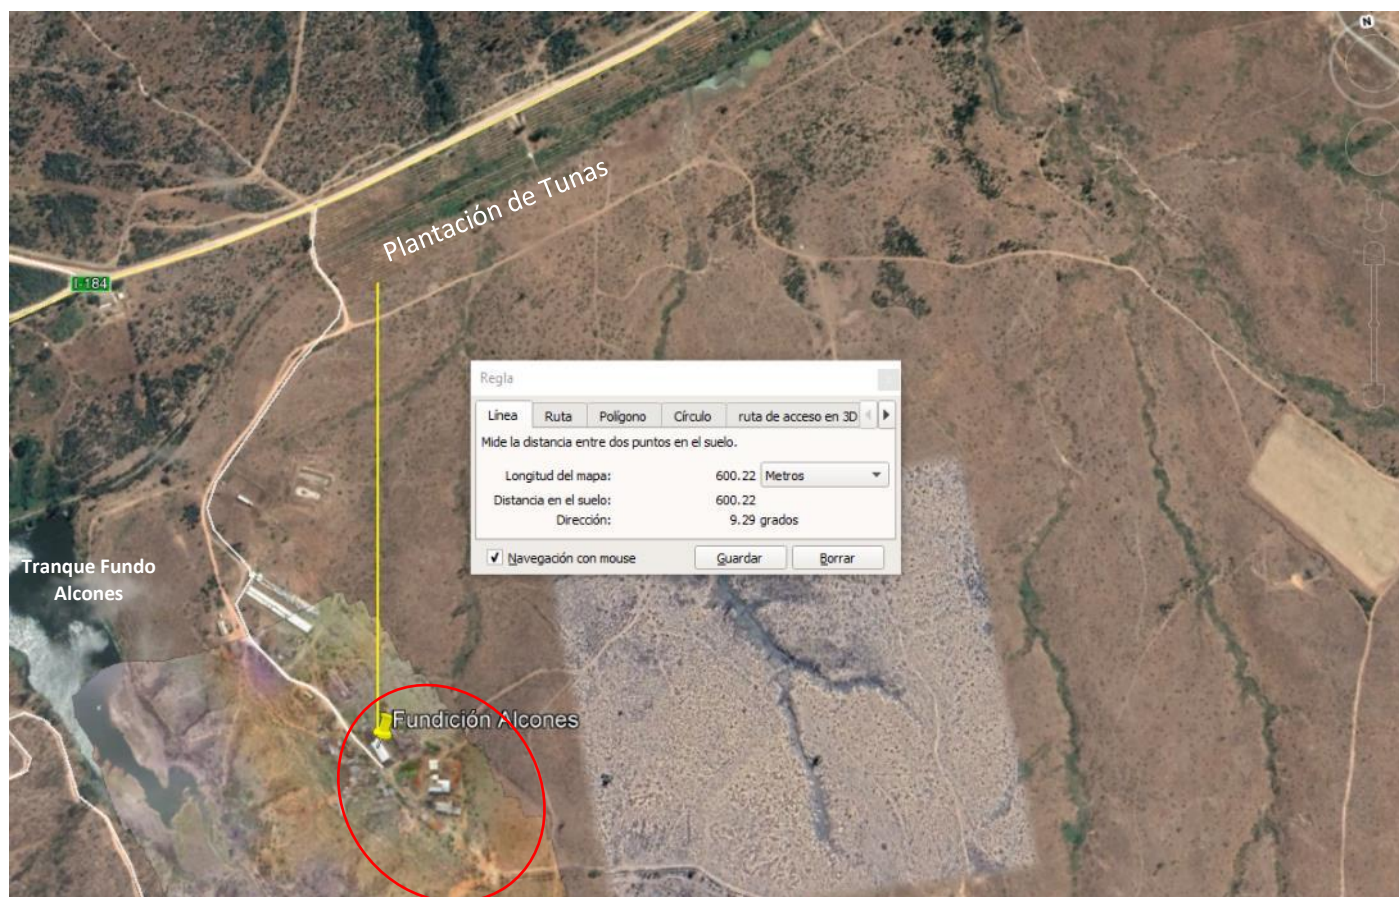 N
Plantación de Tunas
I-184
Regla
Línea Ruta Polígono Círculo ruta de acceso en 3D
Mide la distancia entre dos puntos en el suelo.
Longitud del mapa: 600.22 Metros
Distancia en el suelo: 600.22
Dirección: 9.29 grados
Navegación con mouse Guardar Borrar
Tranque Fundo
Alcones
Fundición Alcones